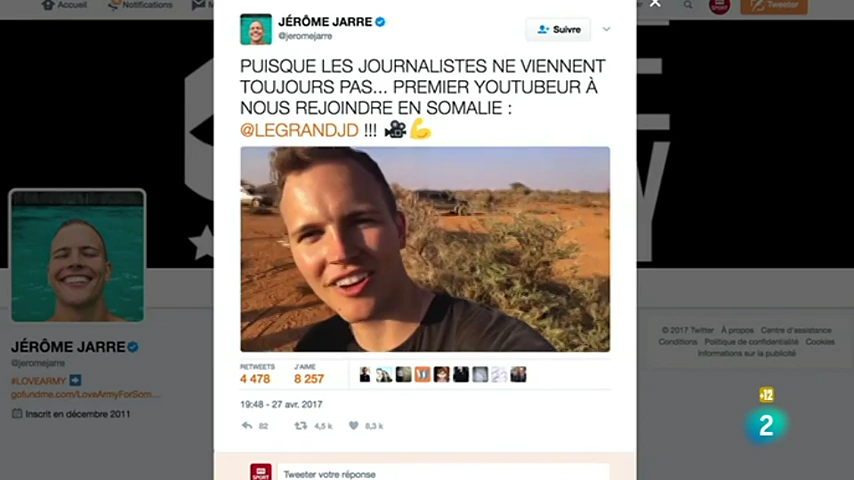 Accueil
Notifications
M
Tweeter
JÉRÔME JARRE
@jeromejarre
Suivre
PUISQUE LES JOURNALISTES NE VIENNENT
TOUJOURS PAS... PREMIER YOUTUBEUR À
NOUS REJOINDRE EN SOMALIE :
@LEGRANDJD !!!
RETWEETS
J'AIME
4 478
8 257
19:48 - 27 avr. 2017
82
4,5 k
8,3 k
Tweeter votre réponse
JÉRÔME JARRE
@jeromejarre
#LOVEARMY
gofundme.com/LoveArmyForSom...
Inscrit en décembre 2011
© 2017 Twitter À propos Centre d'assistance
Conditions Politique de confidentialité Cookies
Informations sur la publicité
+12
2